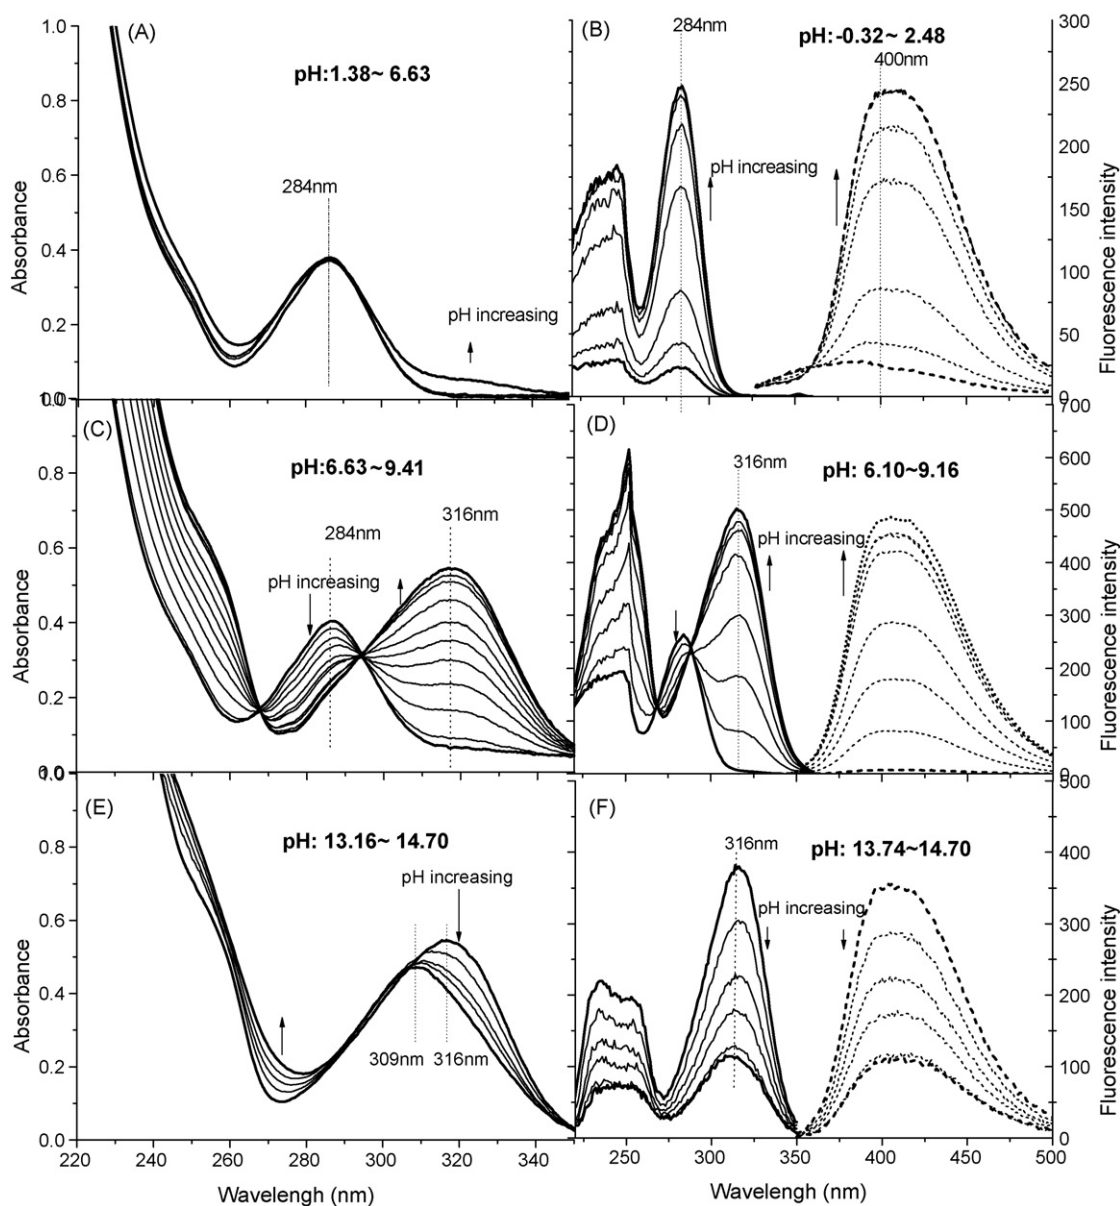 (A)
pH:1.38~ 6.63
284nm
pH increasing
Absorbance
1.0
0.8
0.6
0.4
0.2
(B)
284nm
pH:-0.32~ 2.48
400nm
pH increasing
Fluorescence intensity
300
250
200
150
100
50
0
(C)
pH:6.63~9.41
284nm
316nm
pH increasing
Absorbance
1.0
0.8
0.6
0.4
0.2
0.0
(D)
316nm
pH: 6.10~9.16
pH increasing
Fluorescence intensity
700
600
500
400
300
200
100
0
(E)
pH: 13.16~ 14.70
pH increasing
309nm
316nm
Absorbance
1.0
0.8
0.6
0.4
0.2
0.0
220 240 260 280 300 320 340
Wavelengh (nm)
(F)
316nm
pH: 13.74~14.70
pH increasing
Fluorescence intensity
500
400
300
200
100
0
250 300 350 400 450 500
Wavelengh (nm)